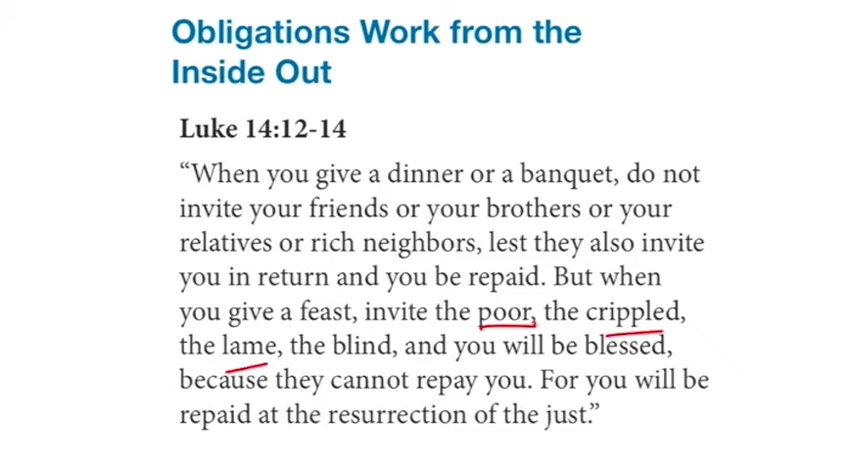 Obligations Work from the
Inside Out
Luke 14:12-14
“When you give a dinner or a banquet, do not
invite your friends or your brothers or your
relatives or rich neighbors, lest they also invite
you in return and you be repaid. But when
you give a feast, invite the poor, the crippled,
the lame, the blind, and you will be blessed,
because they cannot repay you. For you will be
repaid at the resurrection of the just.”